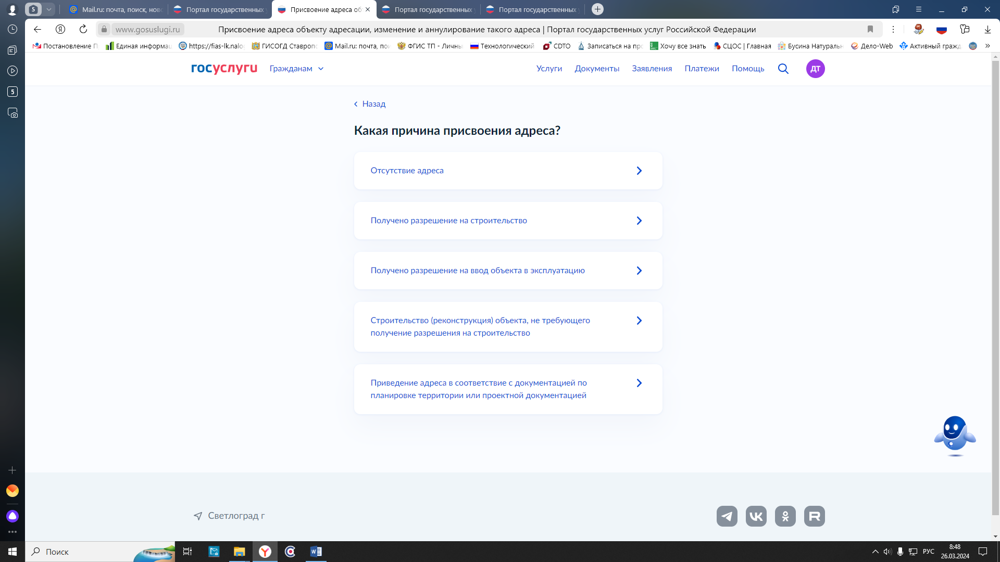 5
Mail.ru: почта, поиск, ново
Портал государственных у
Присвоение адреса об
Портал государственных у
Портал государственных у
www.gosuslugi.ru
Присвоение адреса объекту адресации, изменение и аннулирование такого адреса | Портал государственных услуг Российской Федерации
Постановление П
Единая информац
https://fias-lk.nalog
ГИСОГД Ставропо
Mail.ru: почта, пои
ФГИС ТП - Личны
Технологический
CDTO
Записаться на про
Хочу все знать
СЦОС | Главная
Бусина Натуральн
Дело-Web
Активный гражд
5
госуслуги
Гражданам
Услуги
Документы
Заявления
Платежи
Помощь
ДТ
Назад
Какая причина присвоения адреса?
Отсутствие адреса
Получено разрешение на строительство
Получено разрешение на ввод объекта в эксплуатацию
Строительство (реконструкция) объекта, не требующего
получение разрешения на строительство
Приведение адреса в соответствие с документацией по
планировке территории или проектной документацией
Светлоград г
Поиск
РУС
8:48
26.03.2024